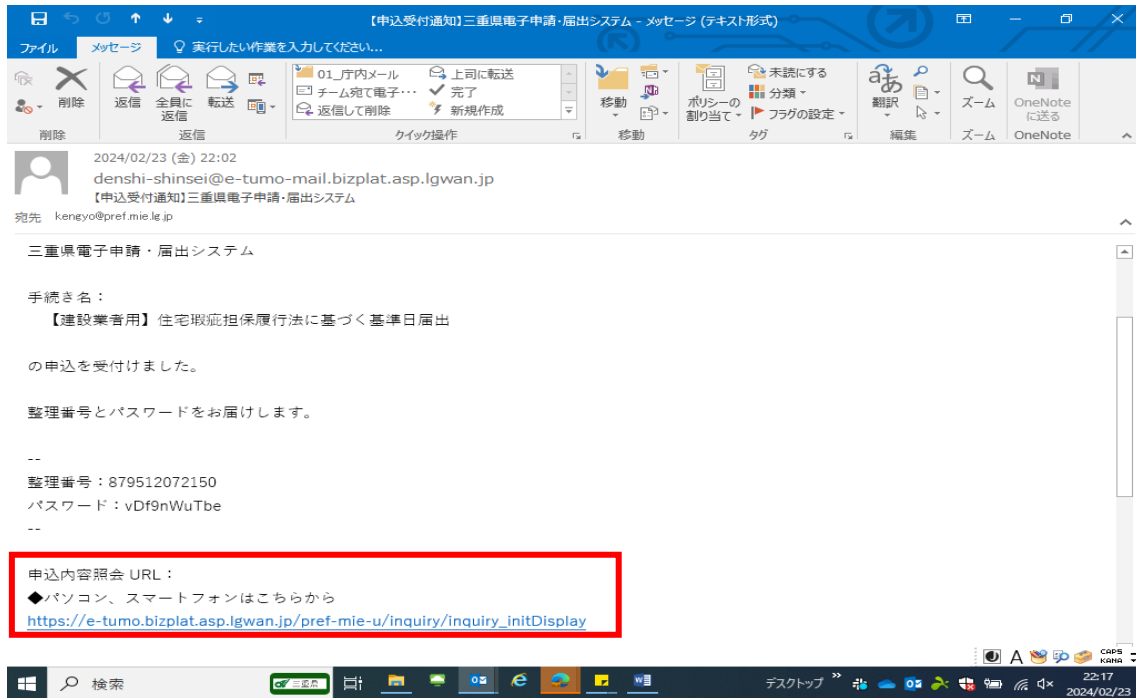 【申込受付通知】三重県電子申請・届出システム - メッセージ (テキスト形式)
ファイル メッセージ 実行したい作業を入力してください...
削除 返信 全員に返信 転送
01_庁内メール 上司に転送
チーム宛て電子… 完了
返信して削除 新規作成
移動 ポリシーの割り当て
未読にする
分類
フラグの設定
翻訳 ズーム OneNoteに送る
削除 返信 クイック操作 移動 タグ 編集 ズーム OneNote
2024/02/23 (金) 22:02
denshi-shinsei@e-tumo-mail.bizplat.asp.lgwan.jp
【申込受付通知】三重県電子申請・届出システム
宛先 kengyo@pref.mie.lg.jp
三重県電子申請・届出システム
手続き名：
【建設業者用】住宅瑕疵担保履行法に基づく基準日届出
の申込を受付けました。
整理番号とパスワードをお届けします。
--
整理番号：879512072150
パスワード：vDf9nWuTbe
--
申込内容照会 URL：
◆パソコン、スマートフォンはこちらから
https://e-tumo.bizplat.asp.lgwan.jp/pref-mie-u/inquiry/inquiry_initDisplay
A CAPS
KANA
検索 三重県 デスクトップ 22:17
2024/02/23